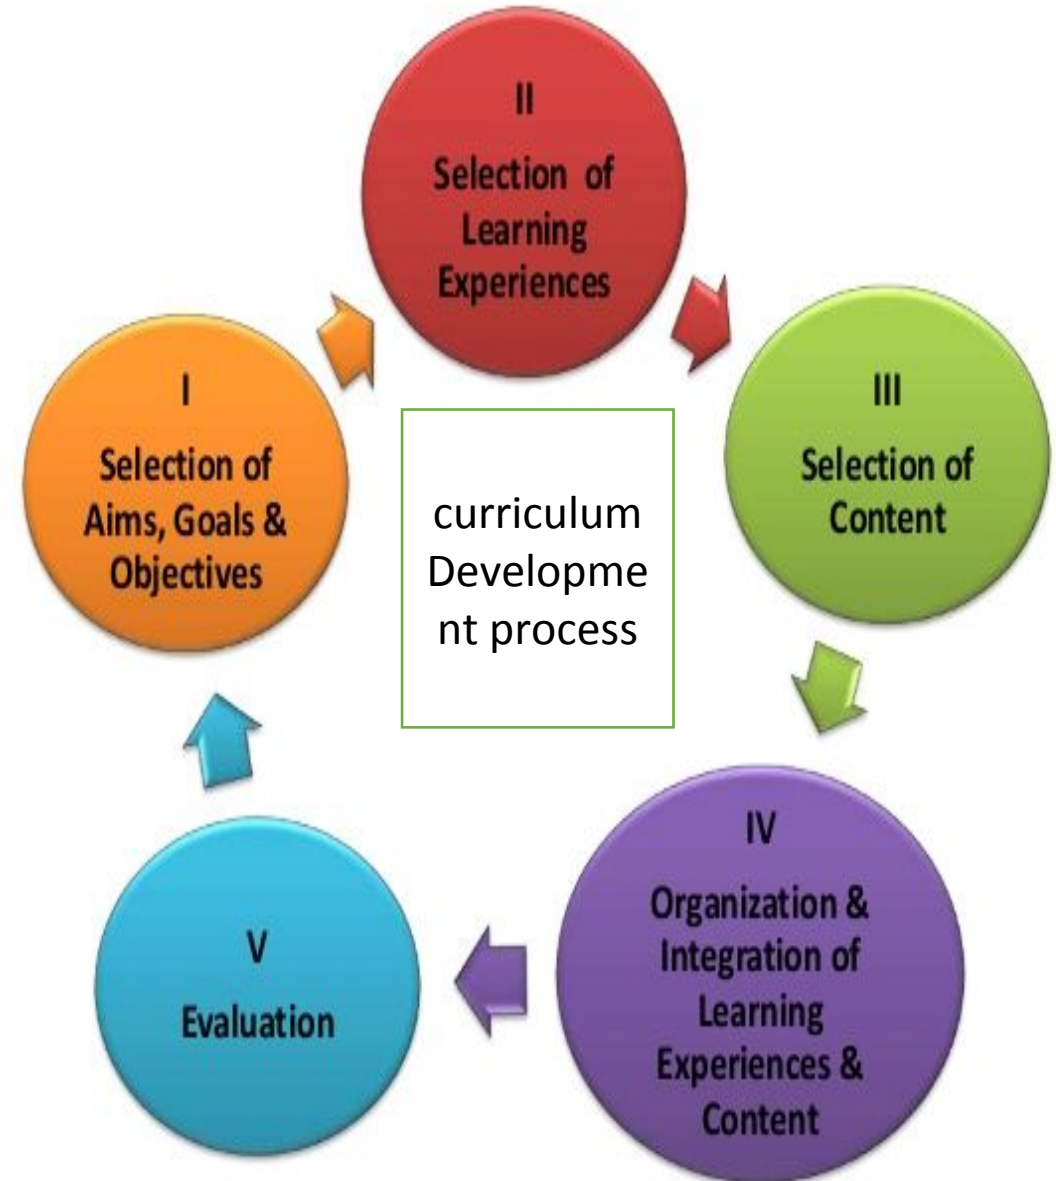 II
Selection of
Learning
Experiences
I
Selection of
Aims, Goals &
Objectives
III
Selection of
Content
curriculum
Developme
nt process
IV
Organization &
Integration of
Learning
Experiences &
Content
V
Evaluation